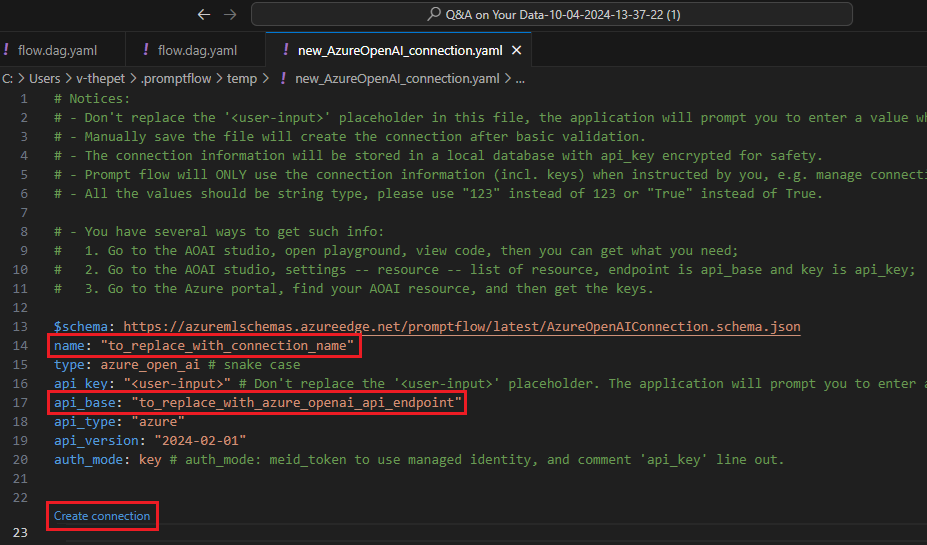 Q&A on Your Data-10-04-2024-13-37-22 (1)
flow.dag.yaml
flow.dag.yaml
new_AzureOpenAI_connection.yaml
C: > Users > v-thepet > .promptflow > temp > ! new_AzureOpenAI_connection.yaml > ...
1 # Notices:
2 # - Don't replace the '<user-input>' placeholder in this file, the application will prompt you to enter a value wh
3 # - Manually save the file will create the connection after basic validation.
4 # - The connection information will be stored in a local database with api_key encrypted for safety.
5 # - Prompt flow will ONLY use the connection information (incl. keys) when instructed by you, e.g. manage connecti
6 # - All the values should be string type, please use "123" instead of 123 or "True" instead of True.
7
8 # - You have several ways to get such info:
9 #   1. Go to the AOAI studio, open playground, view code, then you can get what you need;
10 #   2. Go to the AOAI studio, settings -- resource -- list of resource, endpoint is api_base and key is api_key;
11 #   3. Go to the Azure portal, find your AOAI resource, and then get the keys.
12
13 $schema: https://azuremlschemas.azureedge.net/promptflow/latest/AzureOpenAIConnection.schema.json
14 name: "to_replace_with_connection_name"
15 type: azure_open_ai # snake case
16 api_key: "<user-input>" # Don't replace the '<user-input>' placeholder. The application will prompt you to enter a
17 api_base: "to_replace_with_azure_openai_api_endpoint"
18 api_type: "azure"
19 api_version: "2024-02-01"
20 auth_mode: key # auth_mode: meid_token to use managed identity, and comment 'api_key' line out.
21
22
Create connection
23